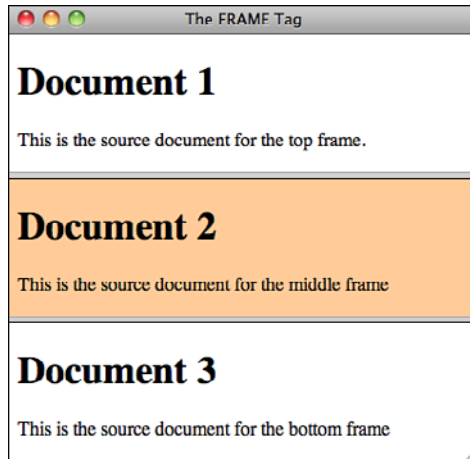 The FRAME Tag
Document 1
This is the source document for the top frame.
Document 2
This is the source document for the middle frame
Document 3
This is the source document for the bottom frame